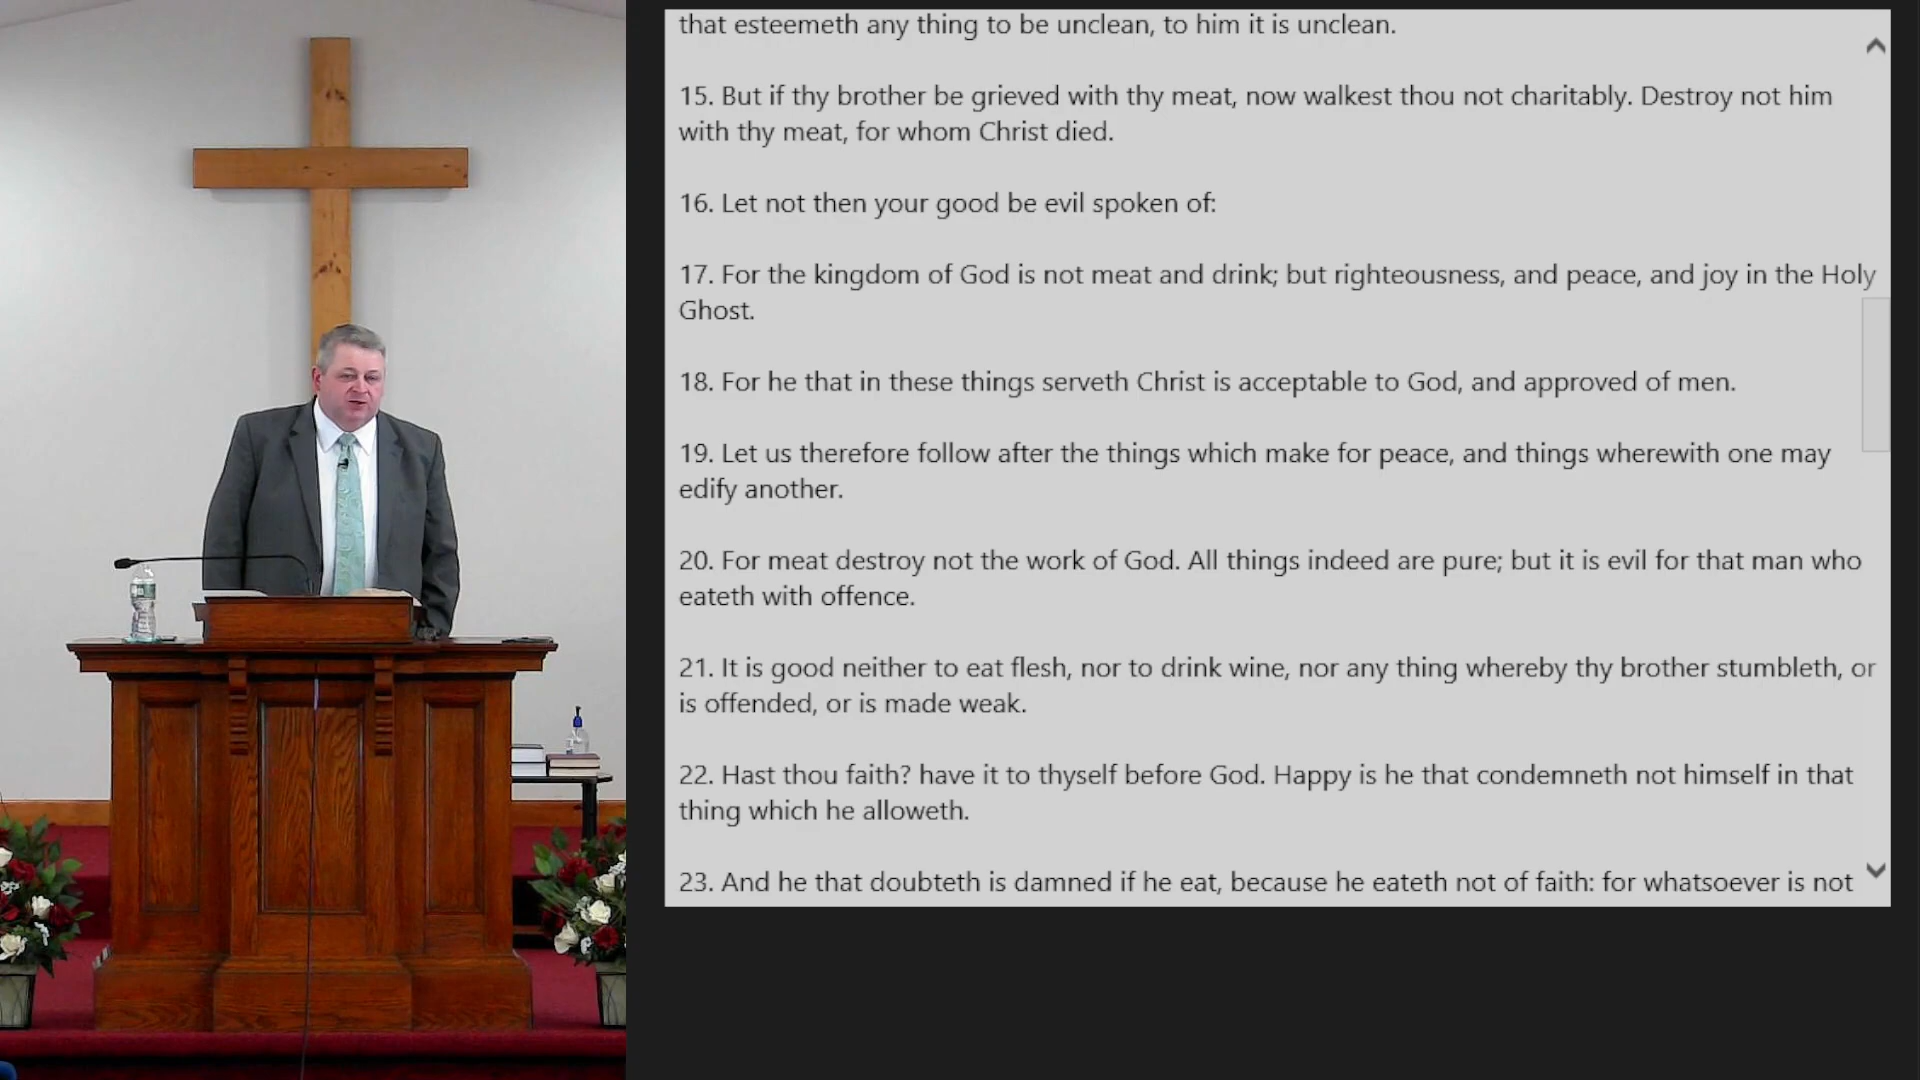 that esteemeth any thing to be unclean, to him it is unclean.
15. But if thy brother be grieved with thy meat, now walkest thou not charitably. Destroy not him
with thy meat, for whom Christ died.
16. Let not then your good be evil spoken of:
17. For the kingdom of God is not meat and drink; but righteousness, and peace, and joy in the Holy
Ghost.
18. For he that in these things serveth Christ is acceptable to God, and approved of men.
19. Let us therefore follow after the things which make for peace, and things wherewith one may
edify another.
20. For meat destroy not the work of God. All things indeed are pure; but it is evil for that man who
eateth with offence.
21. It is good neither to eat flesh, nor to drink wine, nor any thing whereby thy brother stumbleth, or
is offended, or is made weak.
22. Hast thou faith? have it to thyself before God. Happy is he that condemneth not himself in that
thing which he alloweth.
23. And he that doubteth is damned if he eat, because he eateth not of faith: for whatsoever is not